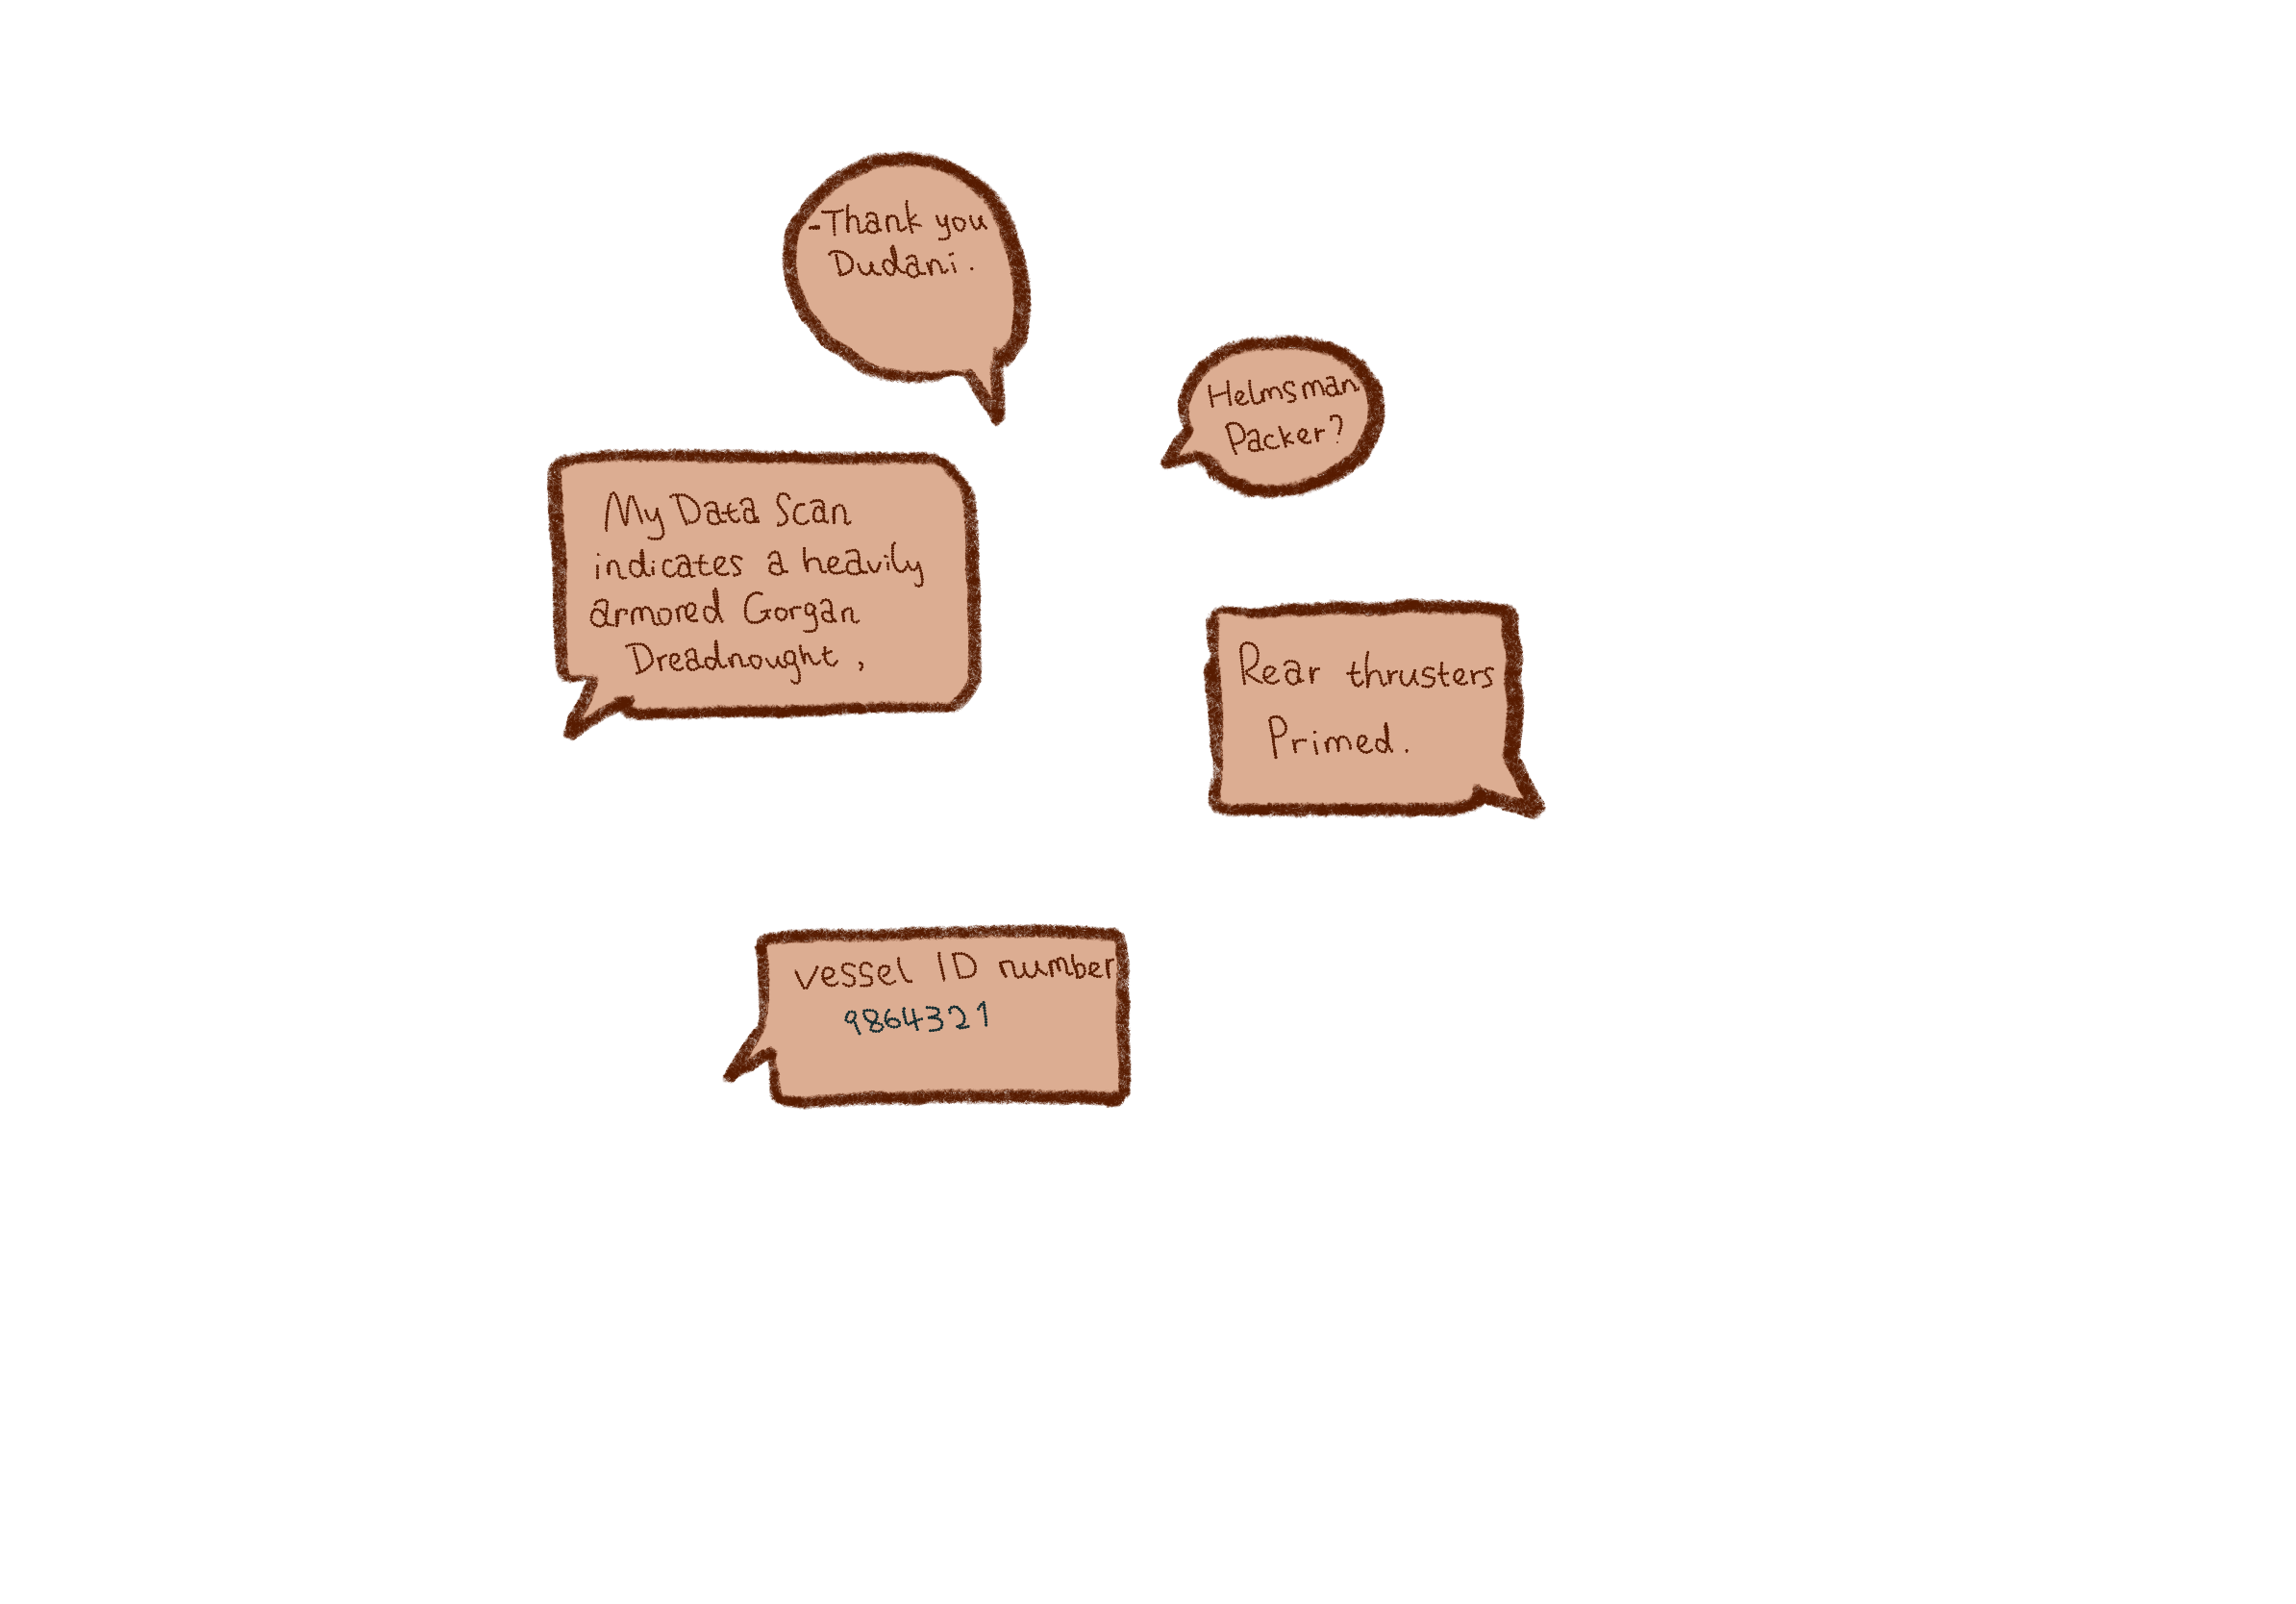 -Thank you
Dudani.
Helmsman
Packer?
My Data Scan
indicates a heavily
armored Gorgan
Dreadnought,
Rear thrusters
Primed.
vessel ID number
9864321